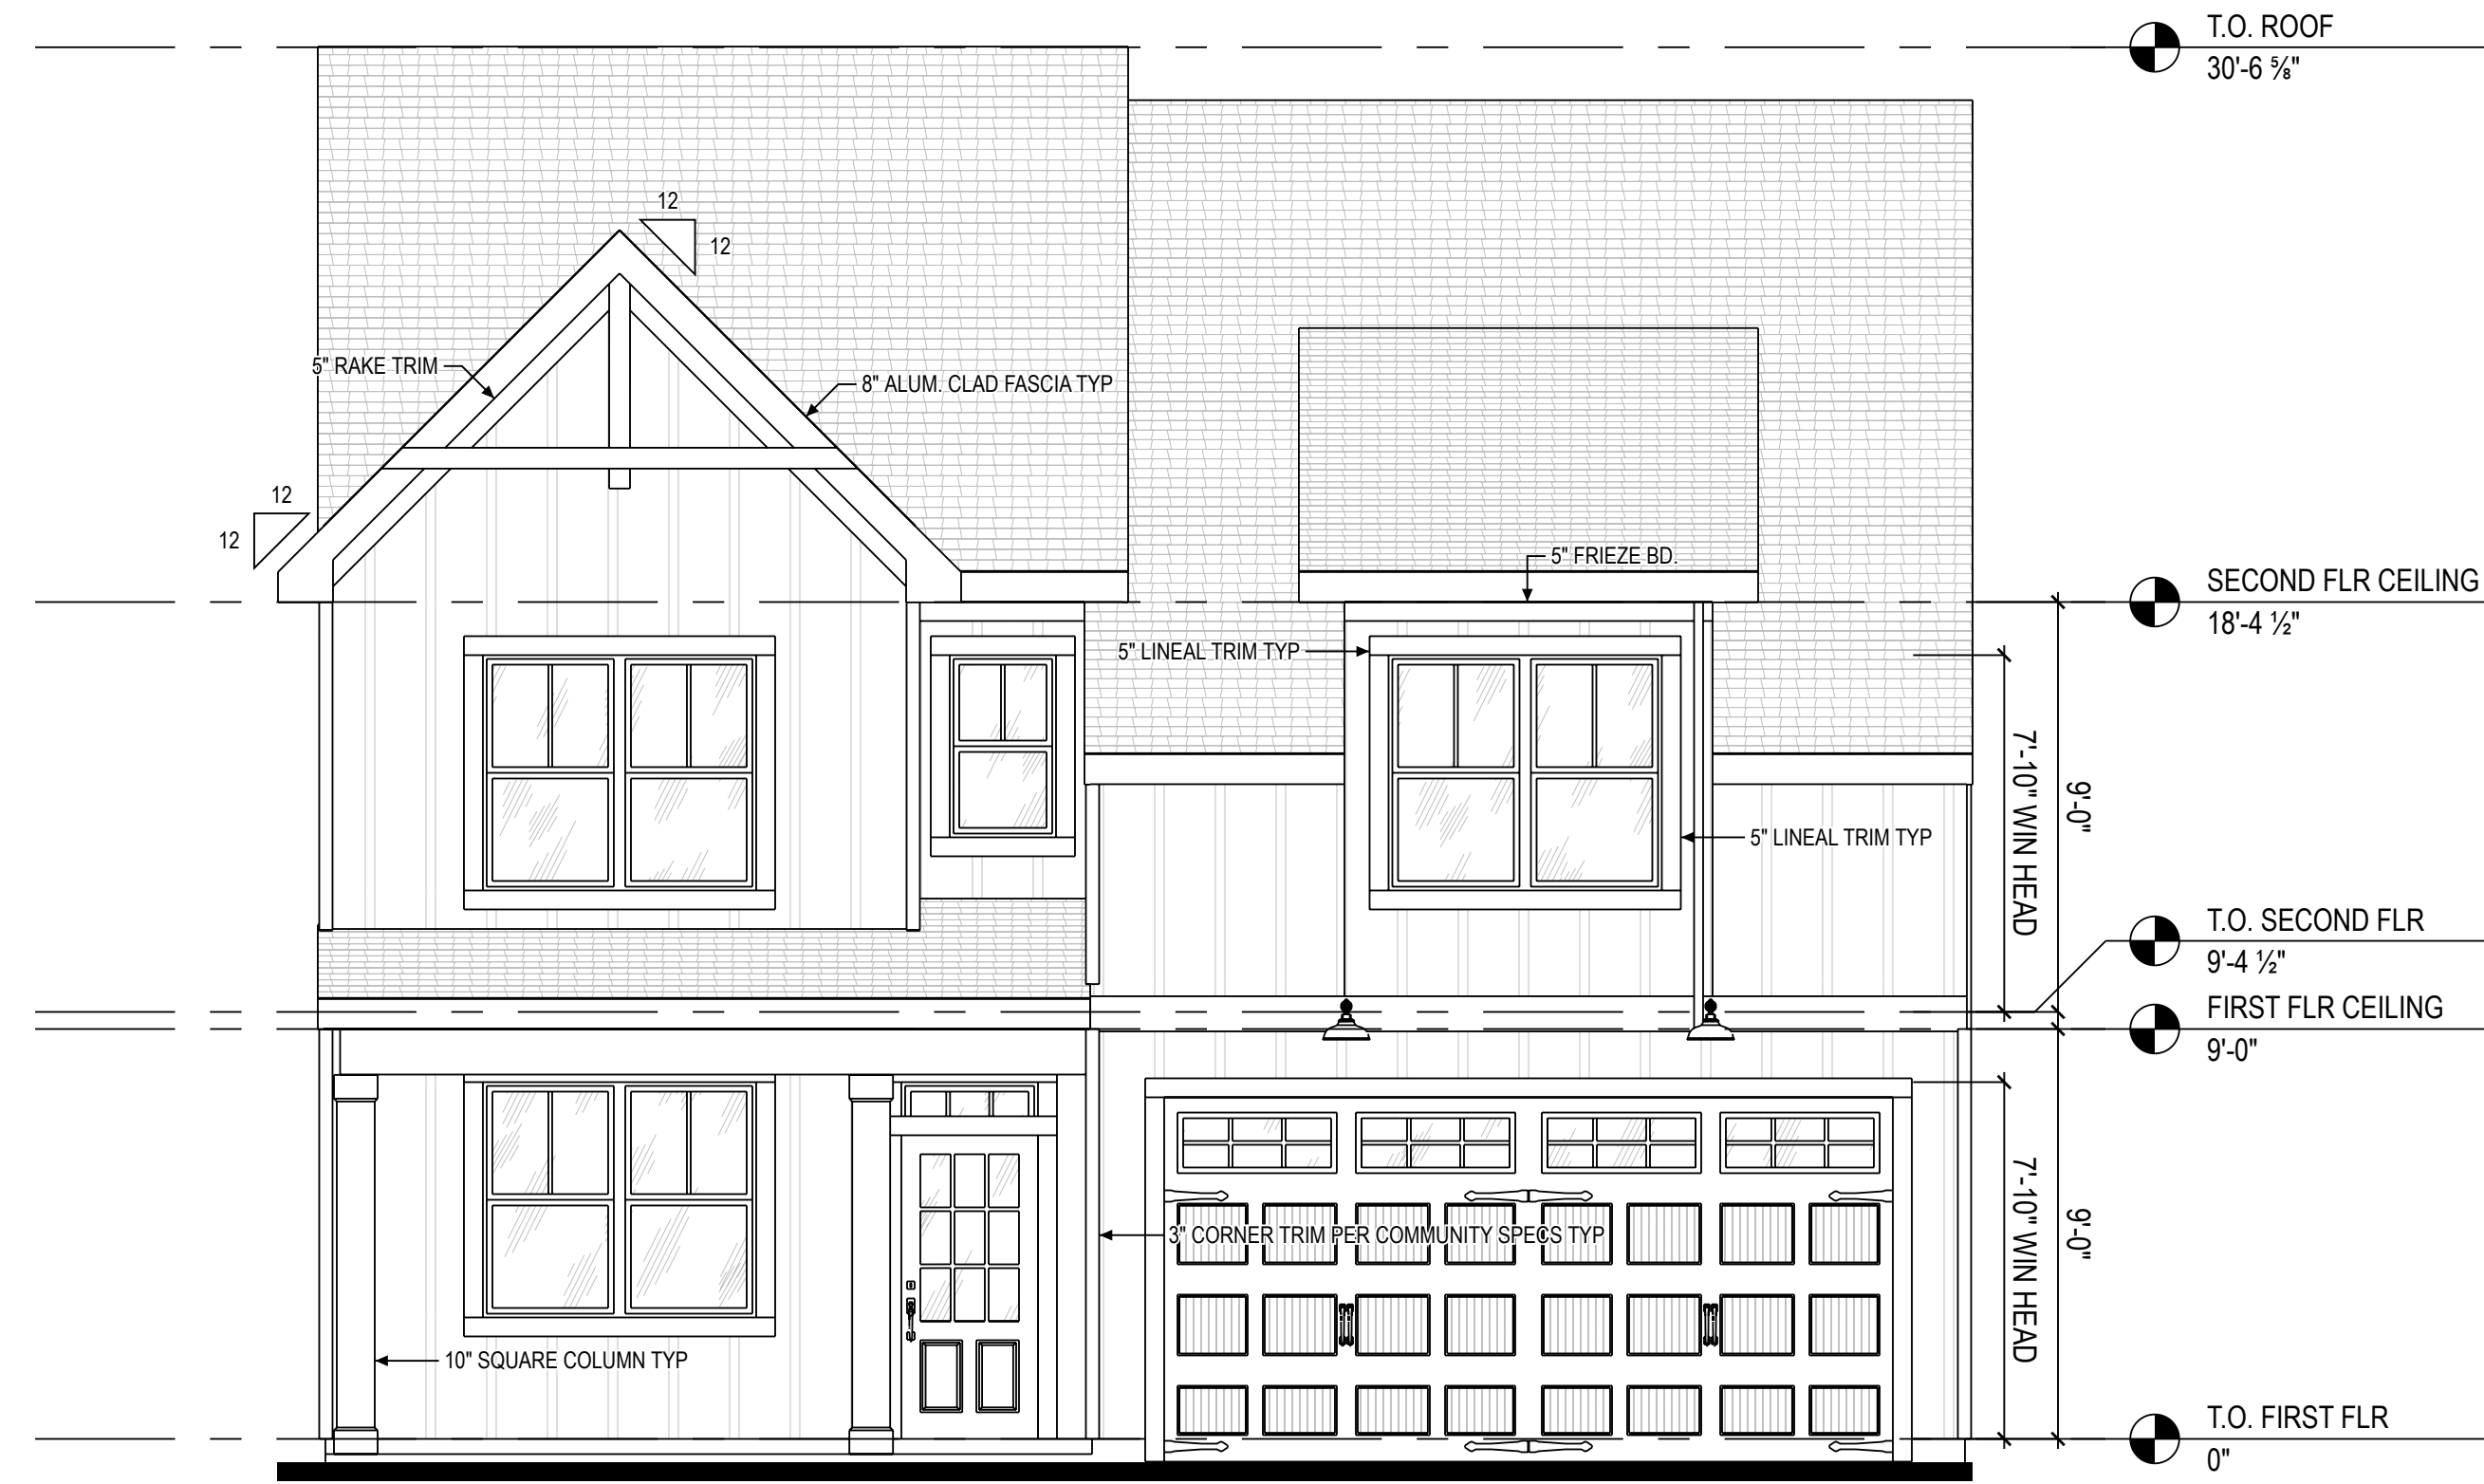 T.O. ROOF
30'-6 ⅝"
12
12
5" RAKE TRIM
8" ALUM. CLAD FASCIA TYP
12
12
5" FRIEZE BD.
SECOND FLR CEILING
18'-4 ½"
5" LINEAL TRIM TYP
7'-10" WIN HEAD
9'-0"
5" LINEAL TRIM TYP
T.O. SECOND FLR
9'-4 ½"
FIRST FLR CEILING
9'-0"
3" CORNER TRIM PER COMMUNITY SPECS TYP
7'-10" WIN HEAD
9'-0"
10" SQUARE COLUMN TYP
T.O. FIRST FLR
0"